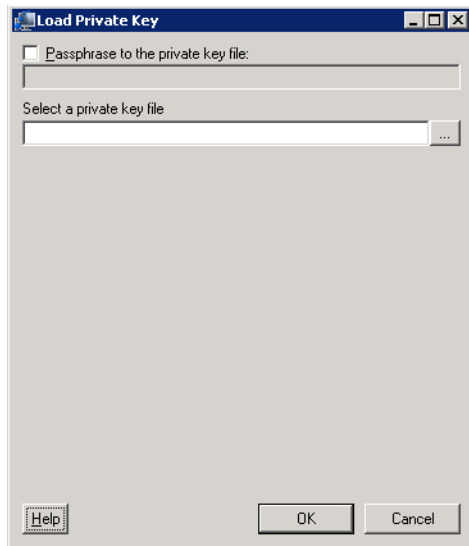 Load Private Key
Passphrase to the private key file:
Select a private key file
...
Help
OK
Cancel